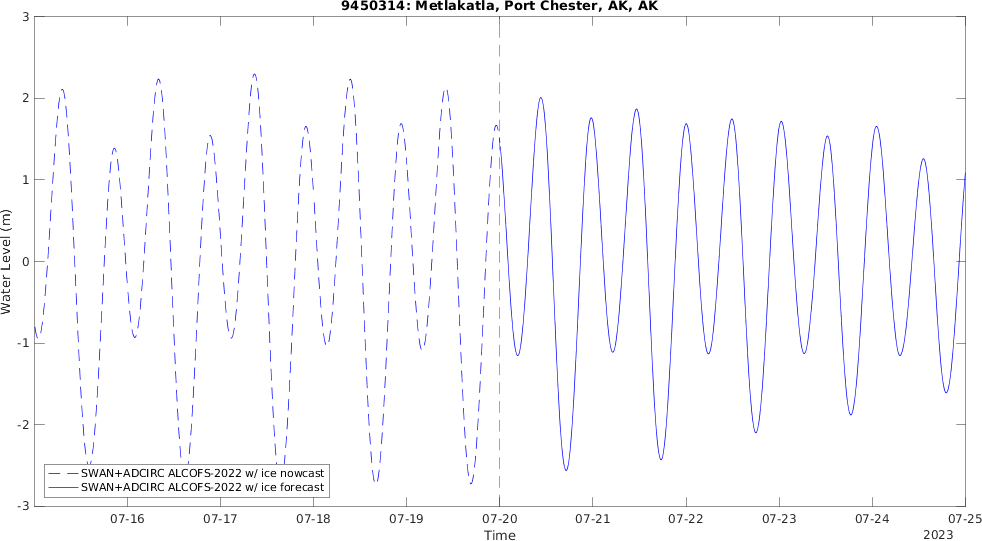 9450314: Metlakatla, Port Chester, AK, AK
3
2
1
0
-1
-2
-3
Water Level (m)
SWAN+ADCIRC ALCOFS-2022 w/ ice nowcast
SWAN+ADCIRC ALCOFS-2022 w/ ice forecast
07-16 07-17 07-18 07-19 07-20 07-21 07-22 07-23 07-24 07-25
Time
2023